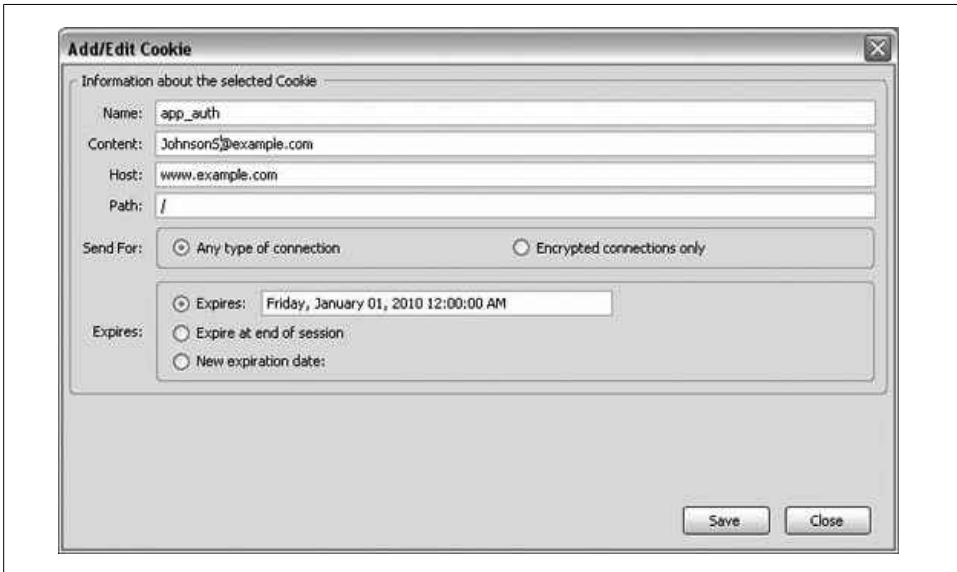 Add/Edit Cookie
Information about the selected Cookie
Name: app_auth
Content: JohnsonS@example.com
Host: www.example.com
Path: /
Send For: Any type of connection Encrypted connections only
Expires: Friday, January 01, 2010 12:00:00 AM
Expires: Expire at end of session
New expiration date:
Save Close